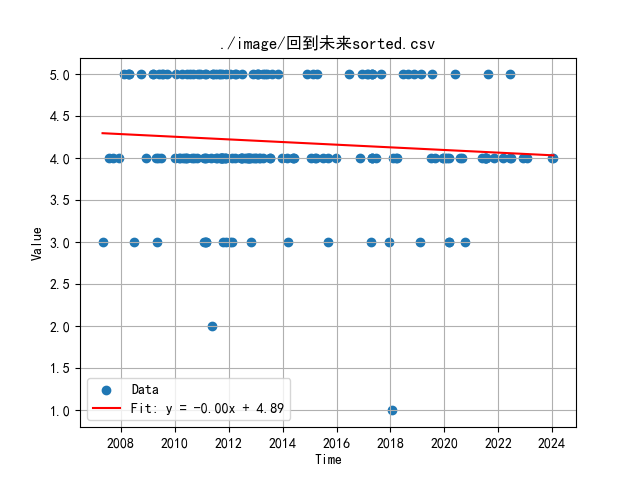 ./image/回到未来sorted.csv
Value
5.0
4.5
4.0
3.5
3.0
2.5
2.0
1.5
1.0
Data
Fit: y = -0.00x + 4.89
2008 2010 2012 2014 2016 2018 2020 2022 2024
Time